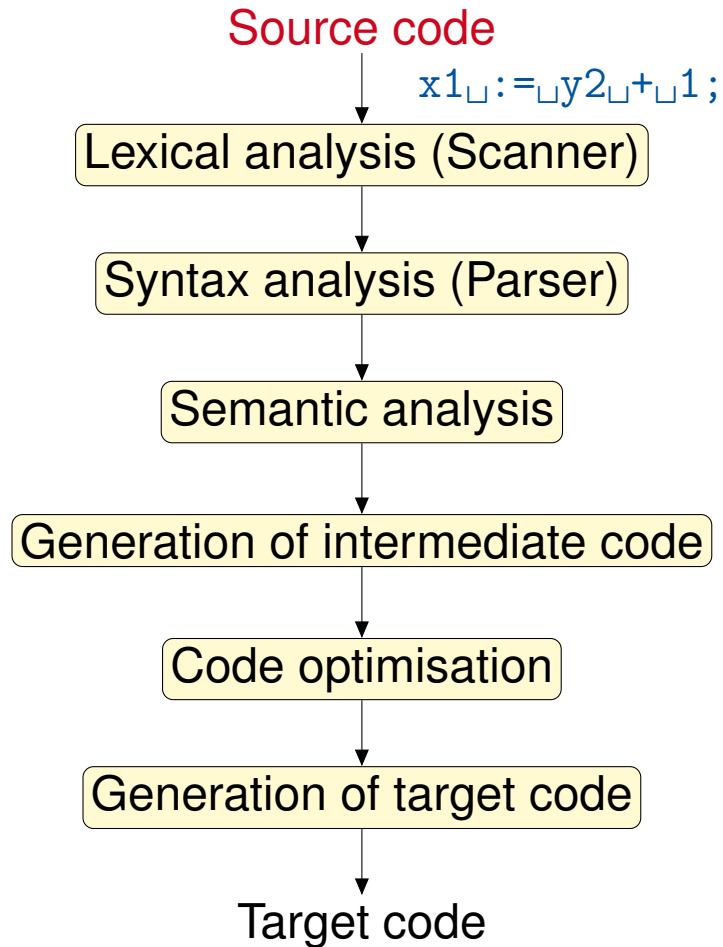 Source code
x1␣:=␣y2␣+␣1;
Lexical analysis (Scanner)
Syntax analysis (Parser)
Semantic analysis
Generation of intermediate code
Code optimisation
Generation of target code
Target code